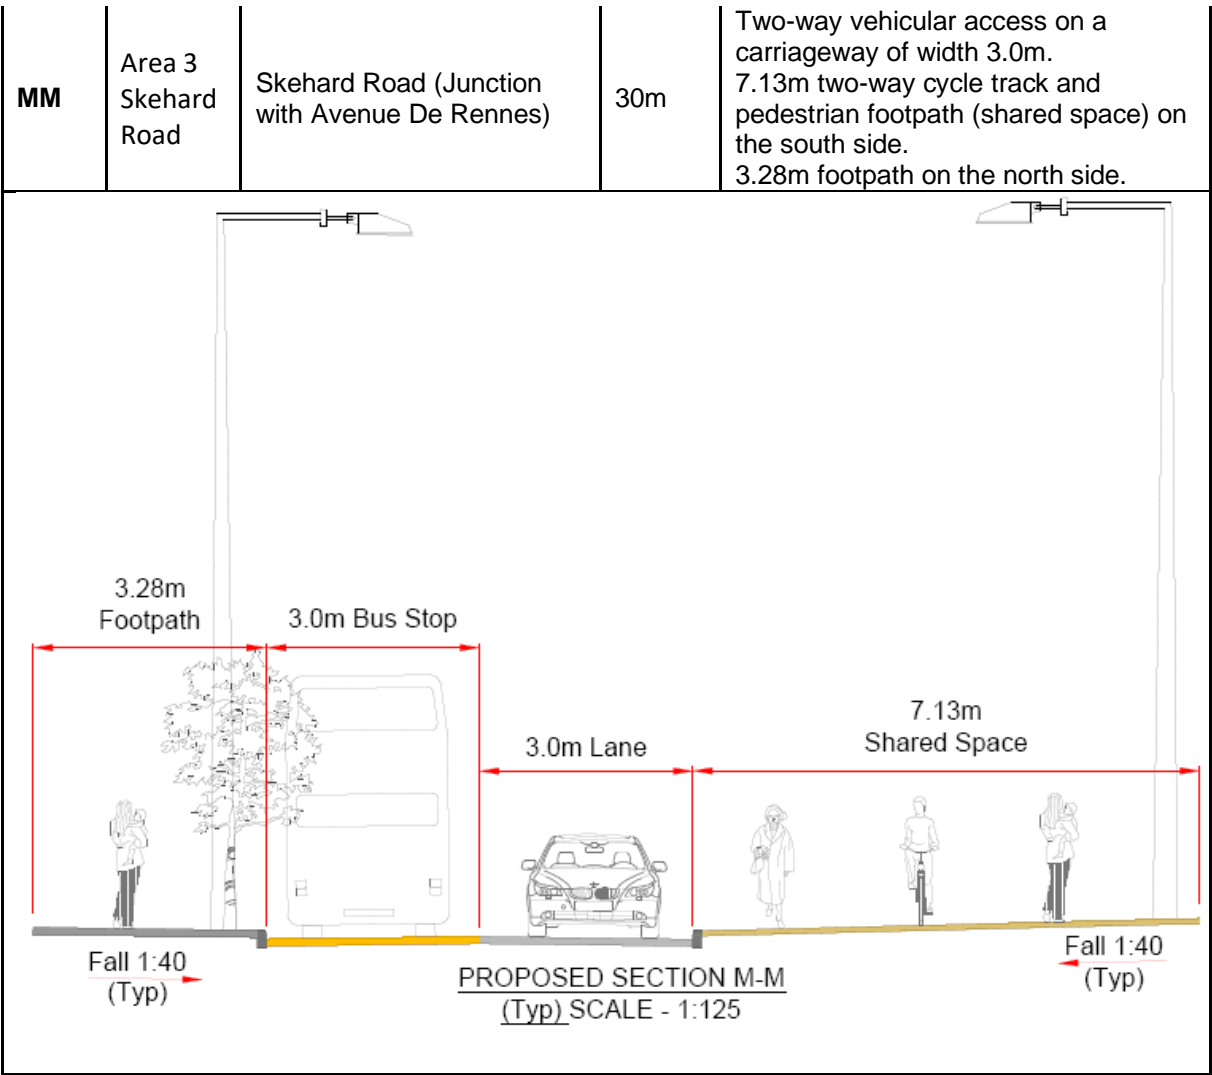 MM
Area 3
Skehard
Road
Skehard Road (Junction
with Avenue De Rennes)
30m
Two-way vehicular access on a
carriageway of width 3.0m.
7.13m two-way cycle track and
pedestrian footpath (shared space) on
the south side.
3.28m footpath on the north side.
3.28m
Footpath
3.0m Bus Stop
3.0m Lane
7.13m
Shared Space
Fall 1:40
(Typ)
PROPOSED SECTION M-M
(Typ) SCALE - 1:125
Fall 1:40
(Typ)